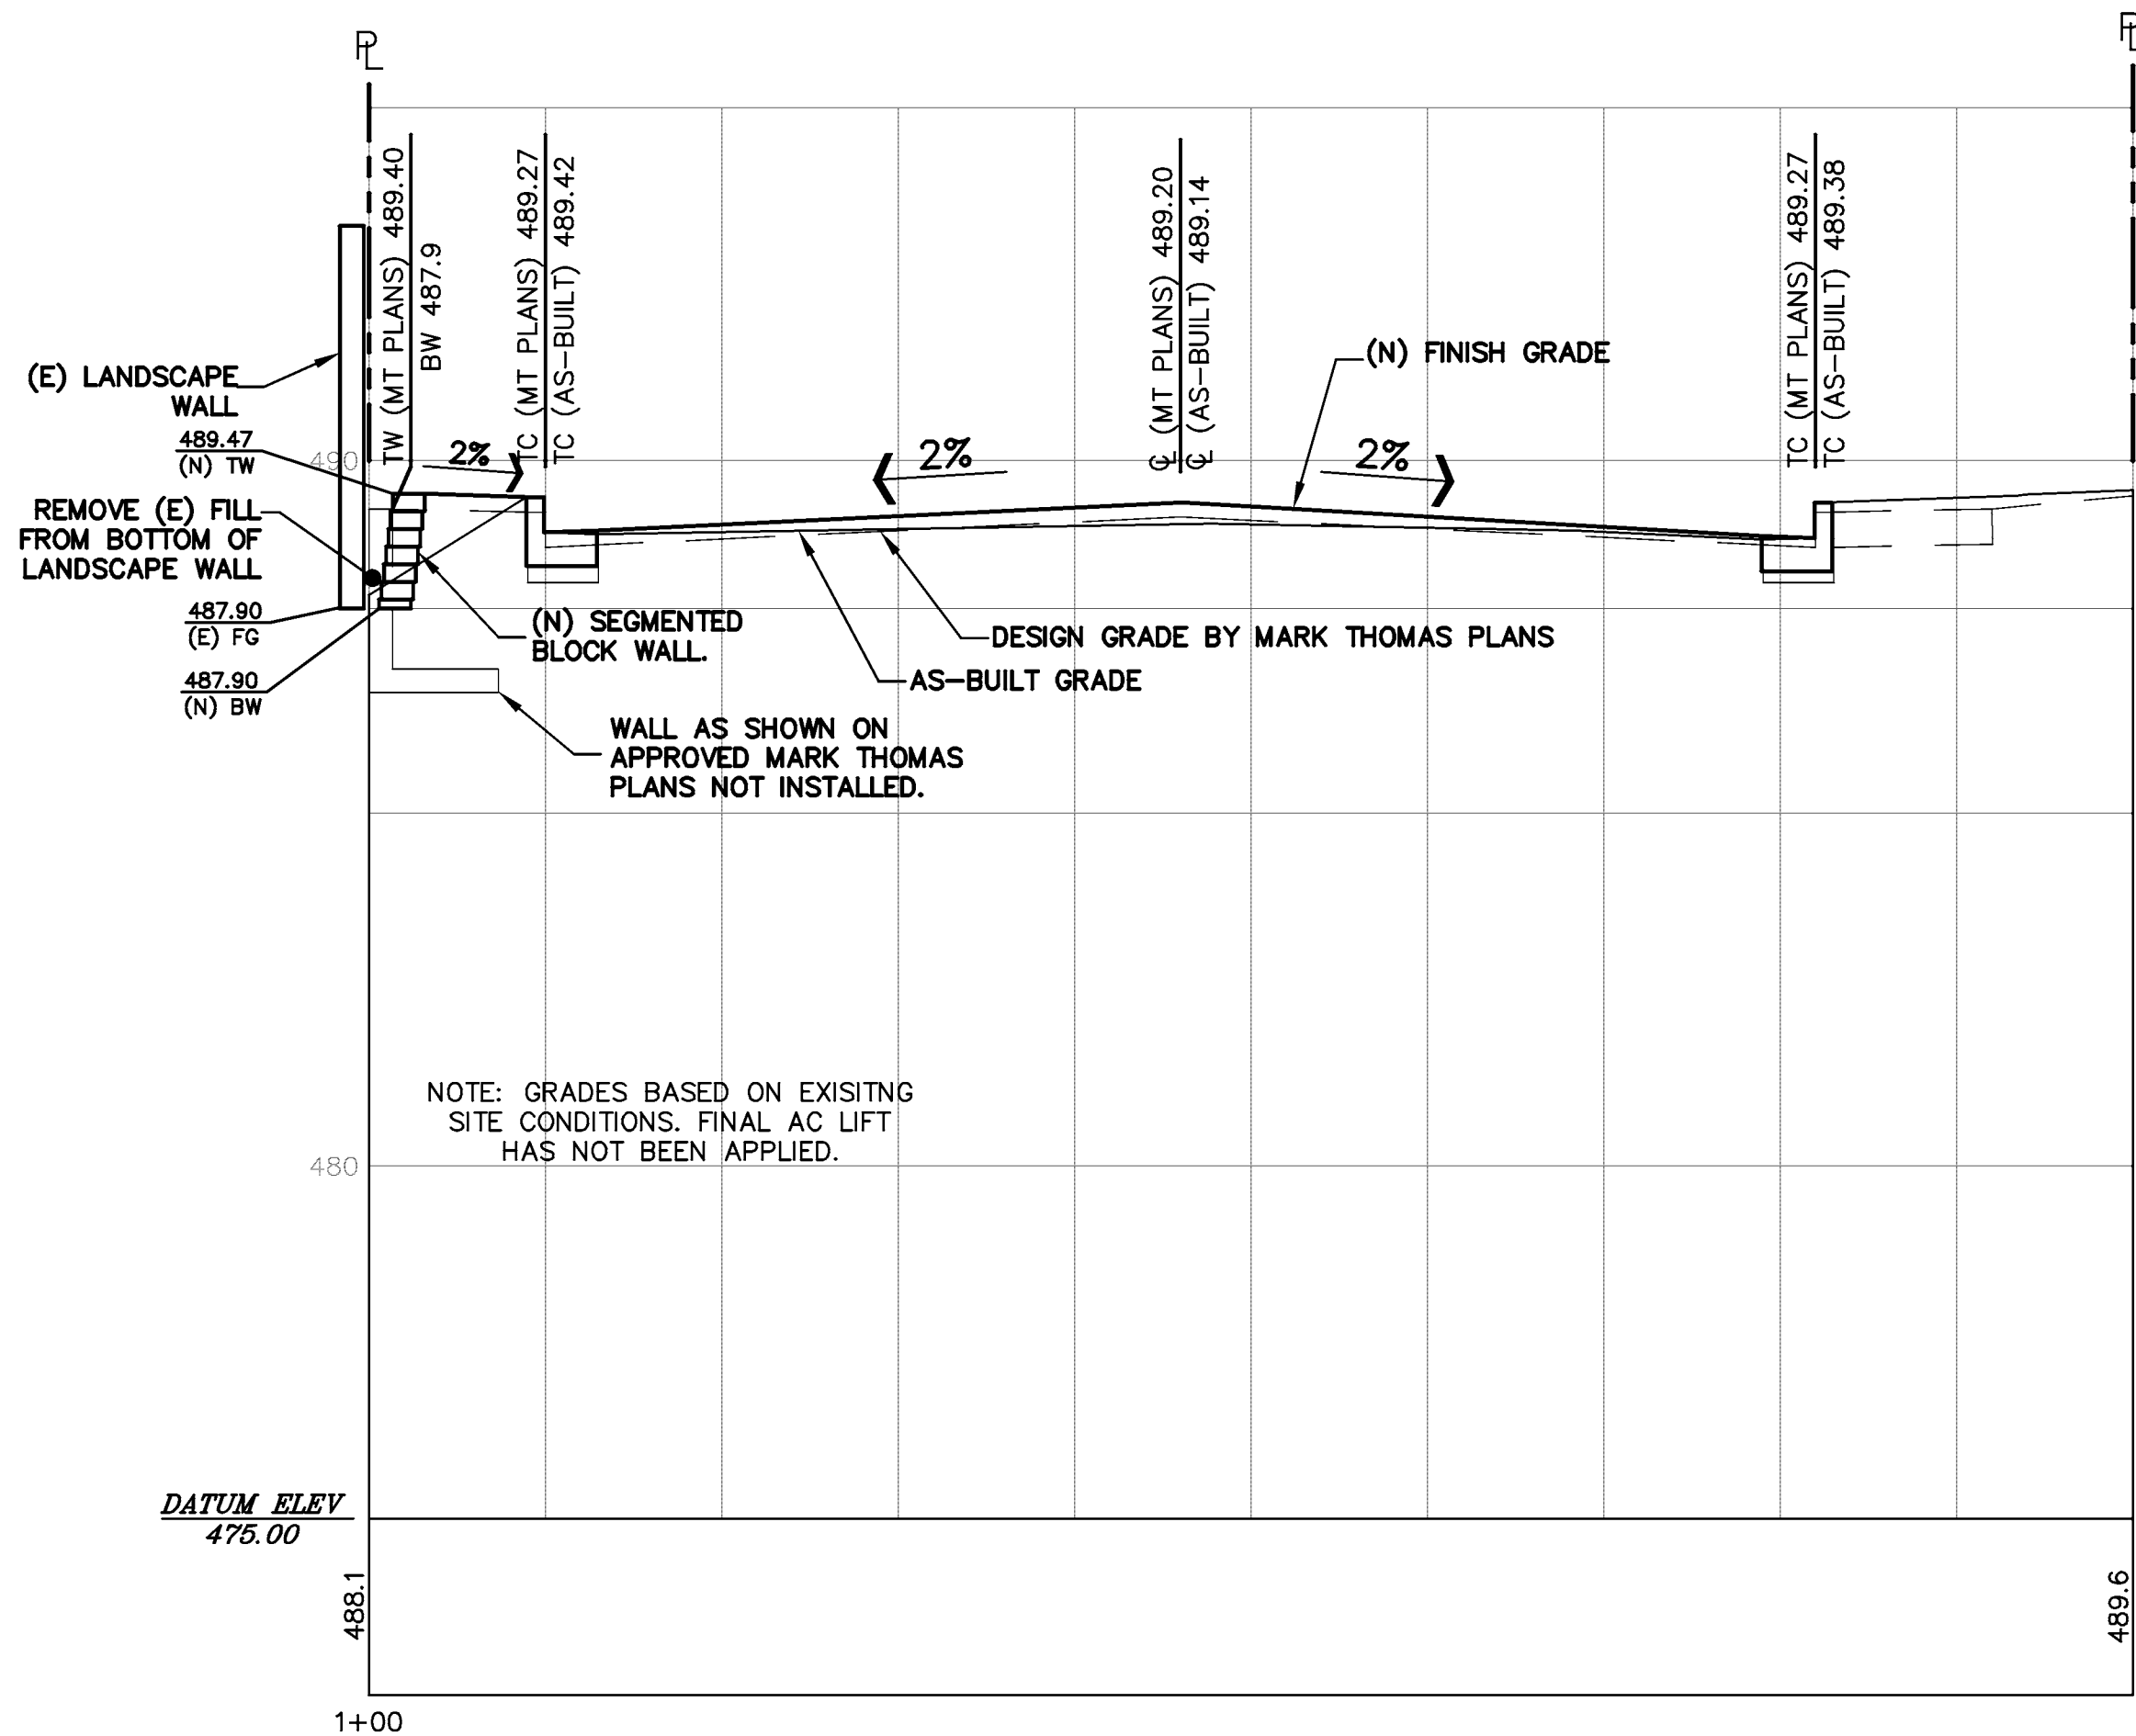 PL
PL
TW (MT PLANS) 489.40
BW 487.9
TC (MT PLANS) 489.27
TC (AS-BUILT) 489.42
CL (MT PLANS) 489.20
CL (AS-BUILT) 489.14
TC (MT PLANS) 489.27
TC (AS-BUILT) 489.38
(E) LANDSCAPE
WALL
489.47
(N) TW
490
2%
2%
2%
(N) FINISH GRADE
REMOVE (E) FILL
FROM BOTTOM OF
LANDSCAPE WALL
487.90
(E) FG
487.90
(N) BW
(N) SEGMENTED
BLOCK WALL.
DESIGN GRADE BY MARK THOMAS PLANS
AS-BUILT GRADE
WALL AS SHOWN ON
APPROVED MARK THOMAS
PLANS NOT INSTALLED.
NOTE: GRADES BASED ON EXISITNG
SITE CONDITIONS. FINAL AC LIFT
HAS NOT BEEN APPLIED.
480
DATUM ELEV
475.00
488.1
489.6
1+00